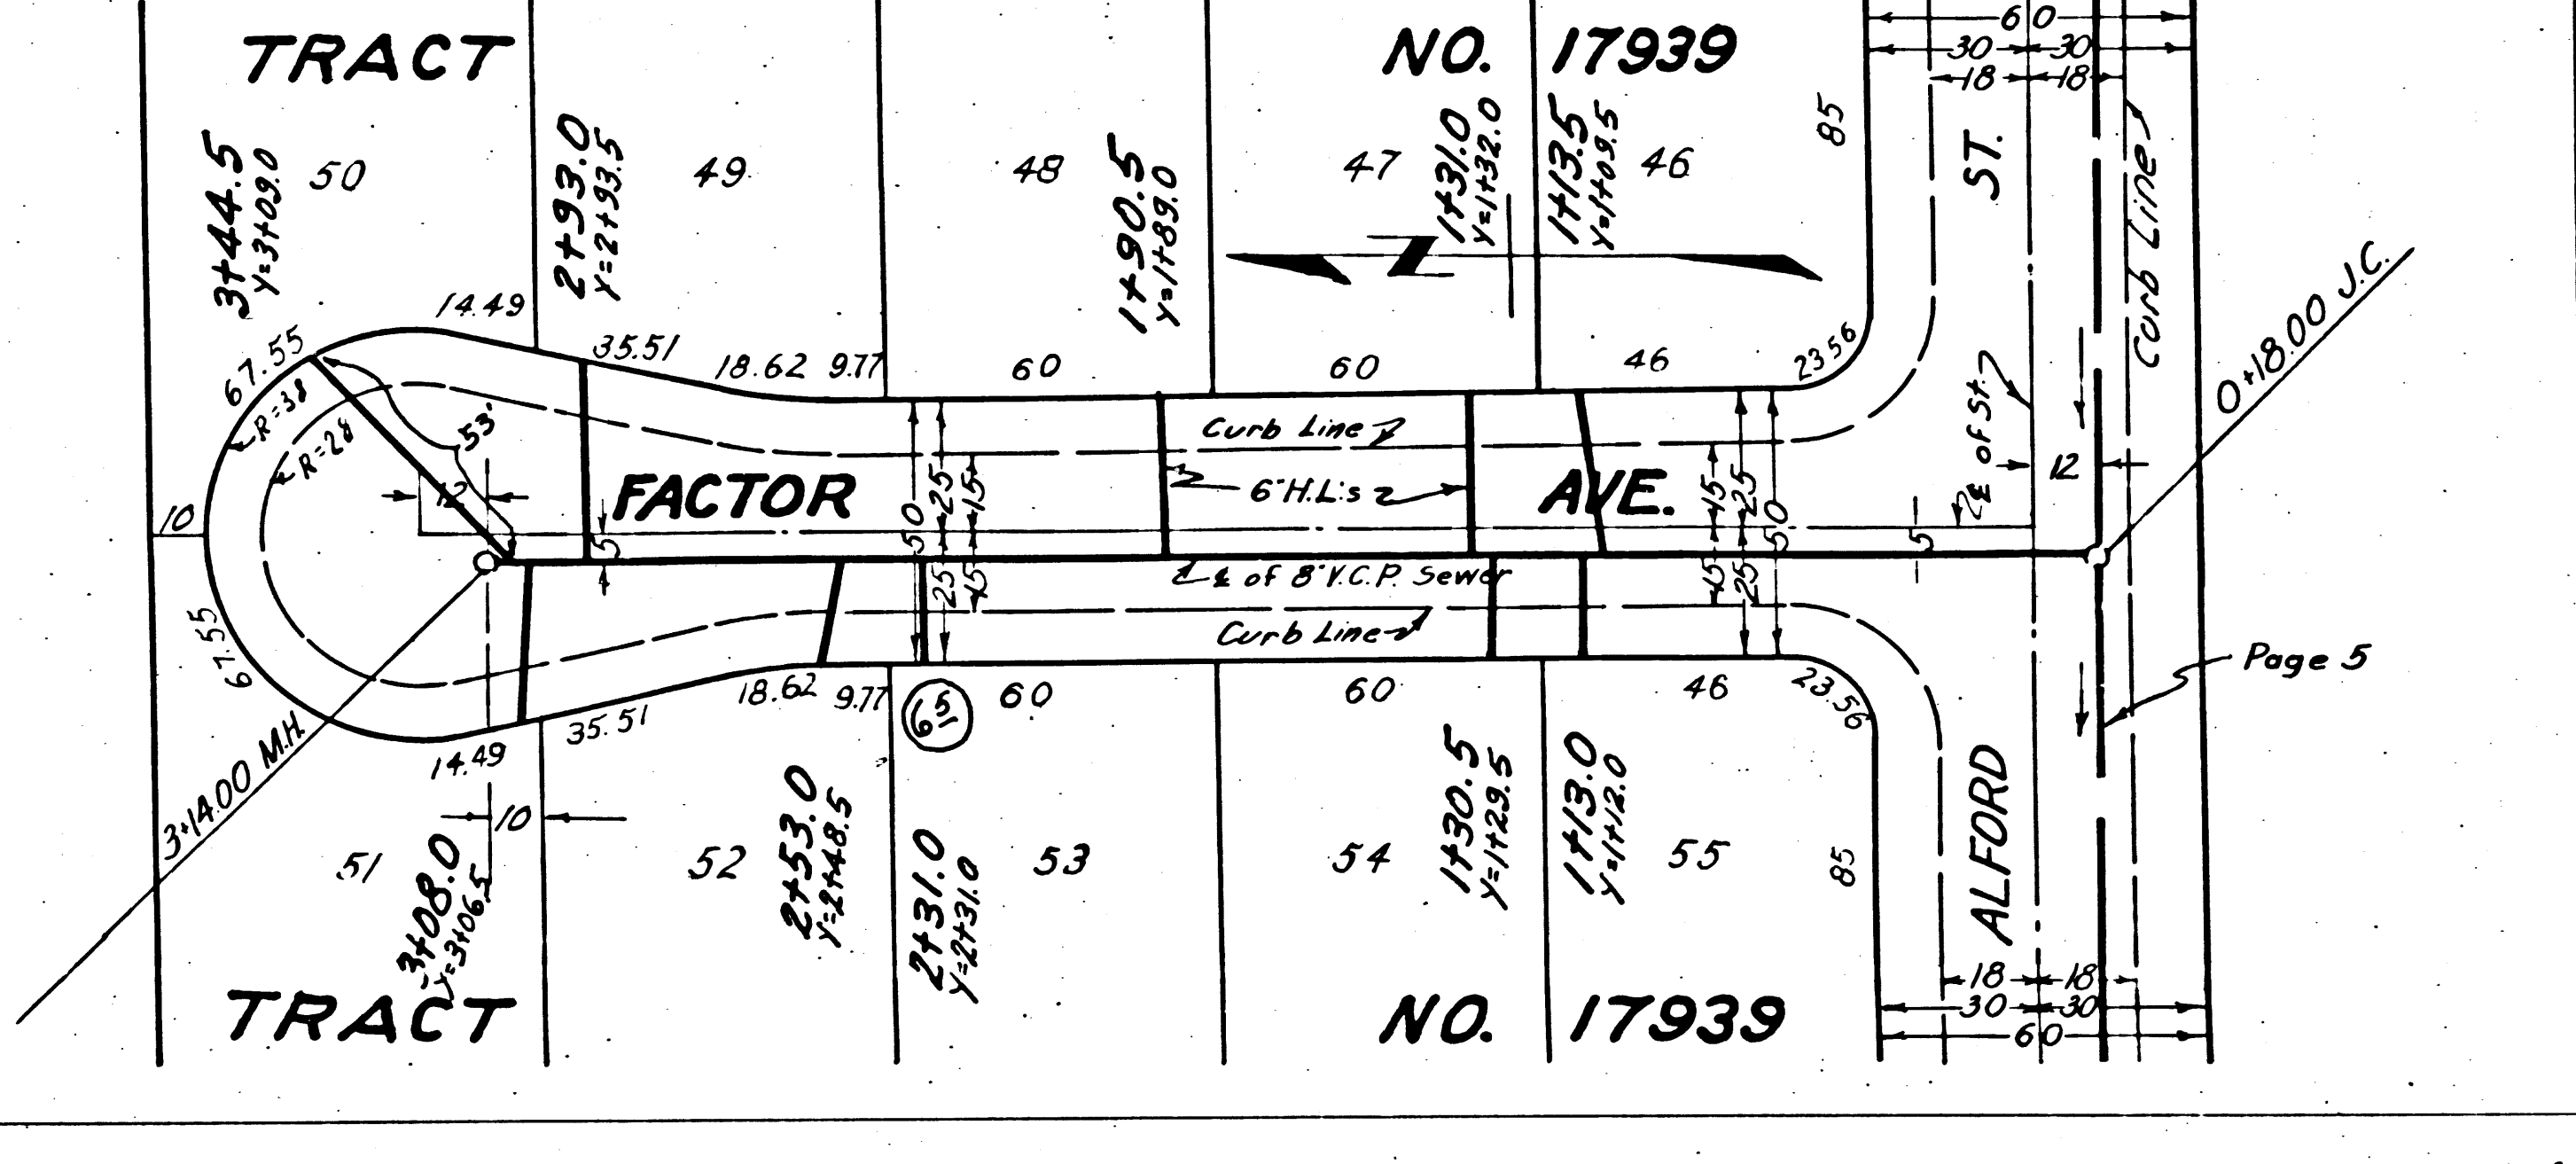 TRACT NO. 17939
60
30 30
18 18
3+44.5
Y=3+09.0
50
2+93.0
Y=2+93.5
49
48
1+90.5
Y=1+89.0
47
1+31.0
Y=1+32.0
1+13.5
Y=1+09.5
46
85
ST.
Curb Line
0+18.00 J.C.
67.55
14.49
35.51
18.62 9.77
60
60
46
23.56
R=38
R=28
53'
10
FACTOR AVE.
Curb Line
6"H.L.'s
5
50
25
15
25
15
15
25
50
15
25
5
℄ of St.
12
℄ of 8"V.C.P. Sewer
Curb Line
Page 5
67.55
14.49
35.51
18.62 9.77
65
60
60
46
23.56
3+14.00 M.H.
10
51
3+08.0
Y=3+06.5
52
2+53.0
Y=2+48.5
2+31.0
Y=2+31.0
53
54
1+30.5
Y=1+29.5
1+13.0
Y=1+12.0
55
85
ALFORD
18 18
30 30
60
TRACT NO. 17939